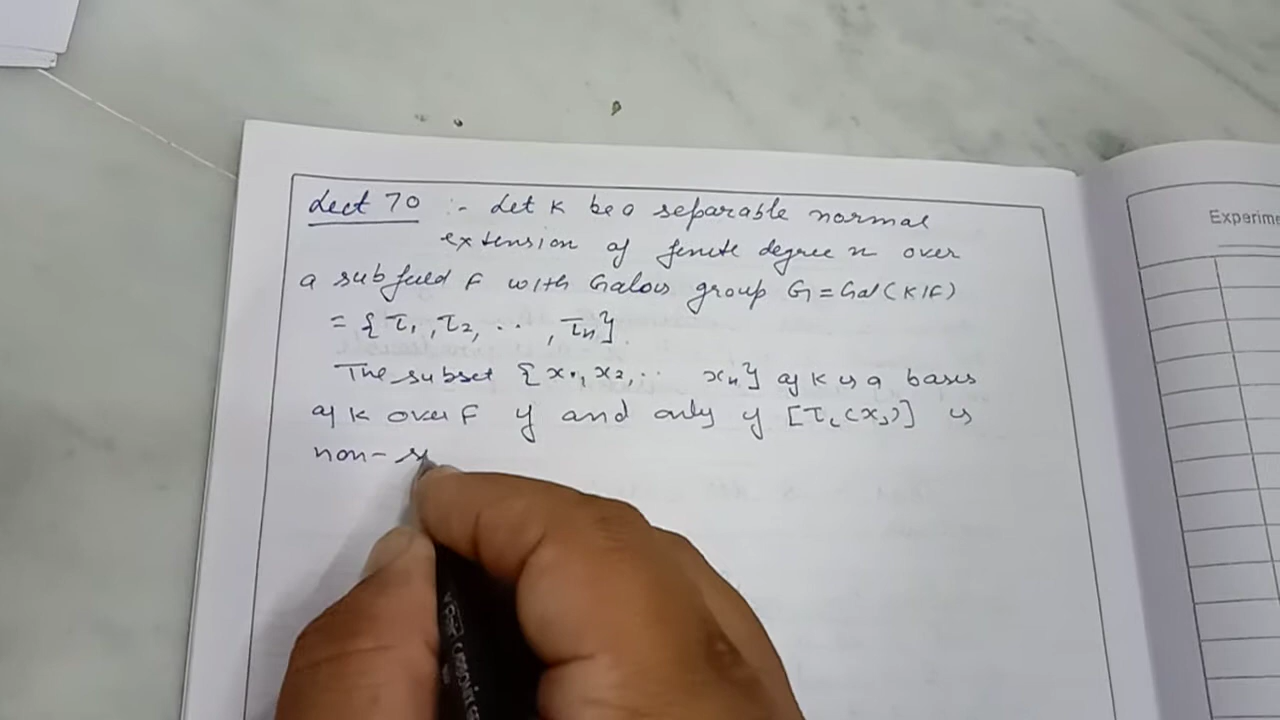 Lect 70 :- Let K be a separable normal
extension of finite degree n over
a subfield F with Galois group G = Gal(K/F)
= {τ₁, τ₂, .. , τₙ}.
The subset {x₁, x₂, .. xₙ} of K is a bases
of K over F if and only if [τᵢ(xⱼ)] is
non-
Experime